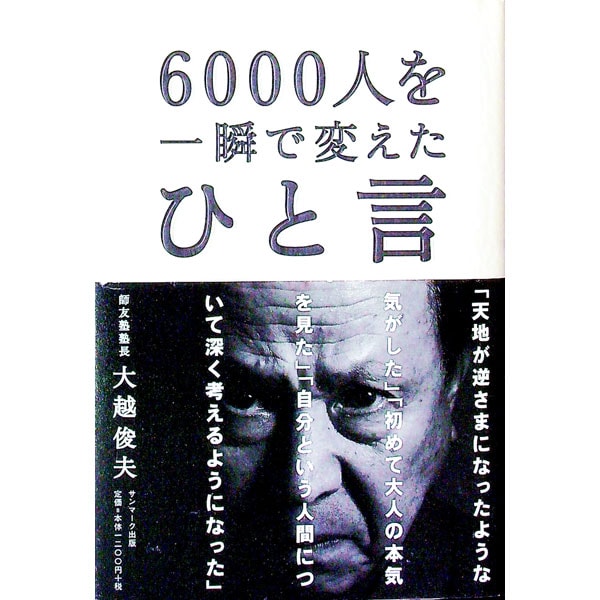 6000人を
一瞬で変えた
ひと言
「天地が逆さまになったような
気がした」「初めて大人の本気
を見た」「自分という人間につ
いて深く考えるようになった」
師友塾塾長 大越俊夫
サンマーク出版
定価=本体一二〇〇円+税